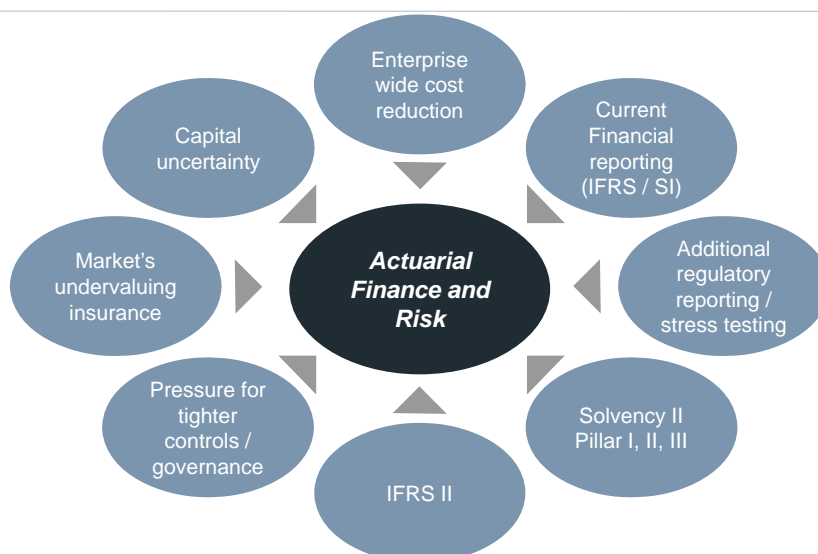 Enterprise
wide cost
reduction
Capital
uncertainty
Current
Financial
reporting
(IFRS / SI)
Market's
undervaluing
insurance
Actuarial
Finance and
Risk
Additional
regulatory
reporting /
stress testing
Pressure for
tighter
controls /
governance
Solvency II
Pillar I, II, III
IFRS II